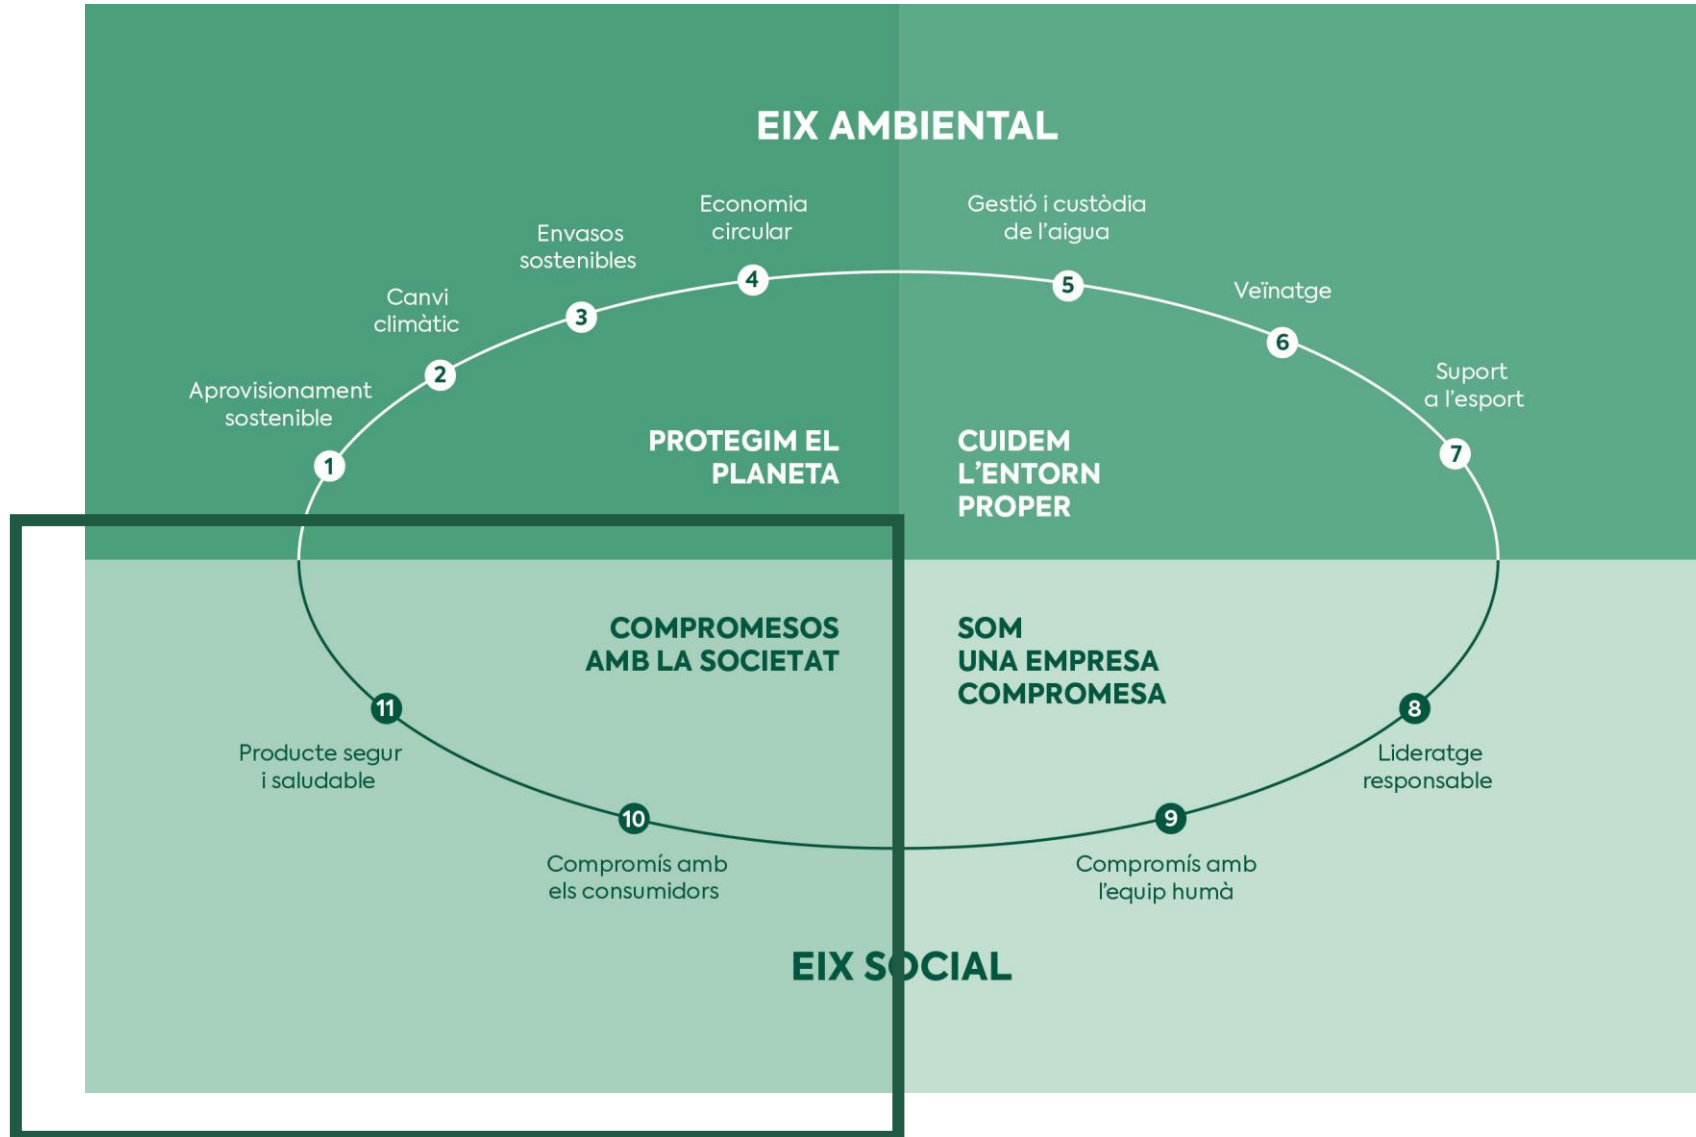 EIX AMBIENTAL
Economia
circular
Gestió i custòdia
de l'aigua
Envasos
sostenibles
Canvi
climàtic
Veïnatge
Aprovisionament
sostenible
Suport
a l'esport
4
5
3
6
2
7
1
PROTEGIM EL
PLANETA
CUIDEM
L'ENTORN
PROPER
COMPROMESOS
AMB LA SOCIETAT
SOM
UNA EMPRESA
COMPROMESA
11
8
Producte segur
i saludable
Lideratge
responsable
10
9
Compromís amb
els consumidors
Compromís amb
l'equip humà
EIX SOCIAL